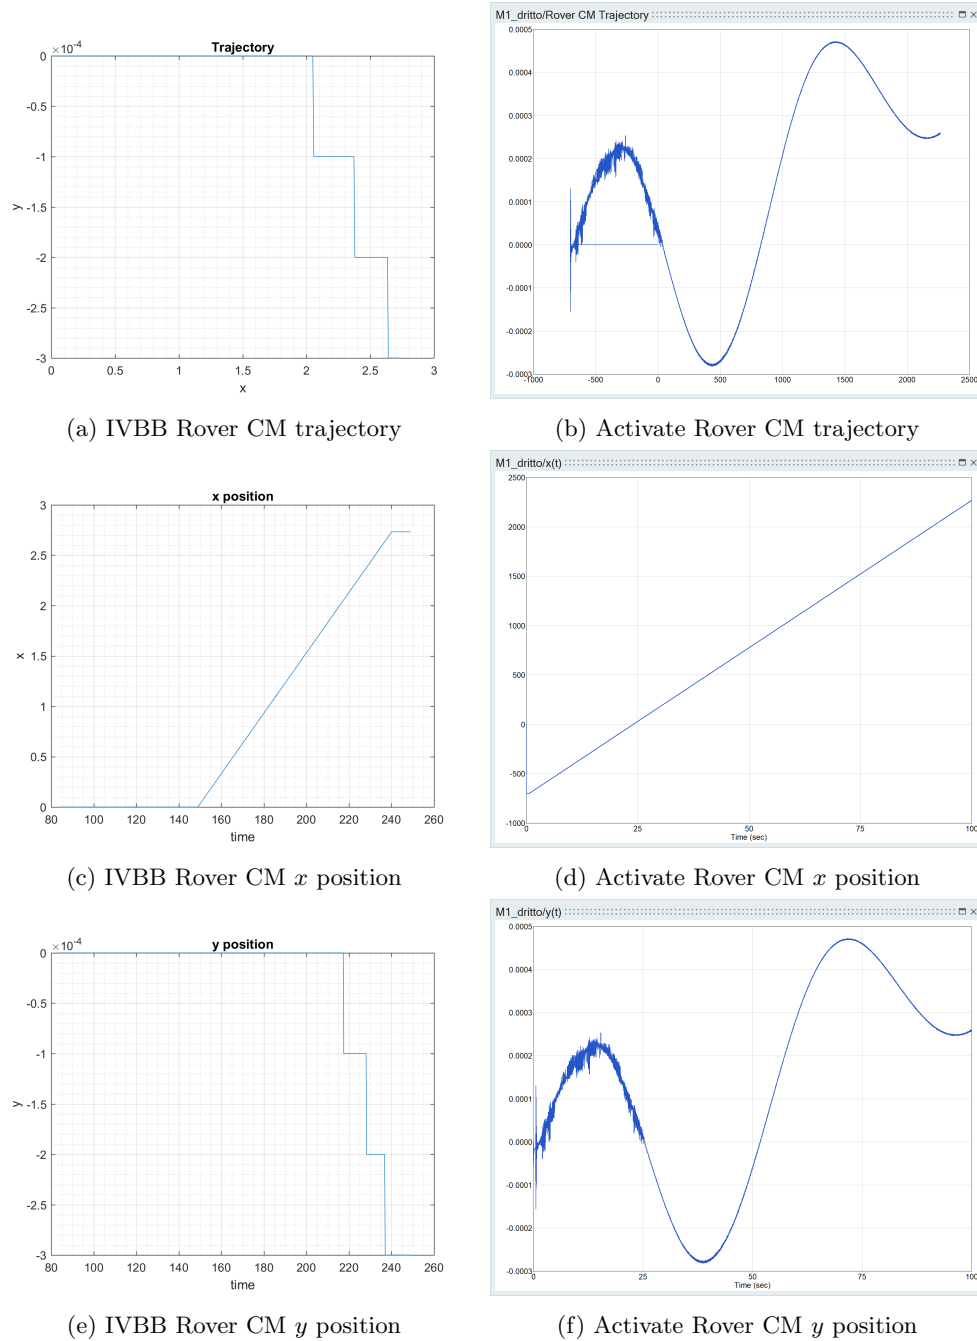 Trajectory
×10⁻⁴
0
-0.5
-1
-1.5
-2
-2.5
-3
y
0 0.5 1 1.5 2 2.5 3
x
(a) IVBB Rover CM trajectory
M1_dritto/Rover CM Trajectory
0.0005
0.0004
0.0003
0.0002
0.0001
0.0000
-0.0001
-0.0002
-0.0003
-1000 -500 0 500 1000 1500 2000 2500
(b) Activate Rover CM trajectory
x position
3
2.5
2
1.5
1
0.5
0
x
80 100 120 140 160 180 200 220 240 260
time
(c) IVBB Rover CM x position
M1_dritto/x(t)
2500
2000
1500
1000
500
0
-500
-1000
0 25 50 75 100
Time (sec)
(d) Activate Rover CM x position
y position
×10⁻⁴
0
-0.5
-1
-1.5
-2
-2.5
-3
y
80 100 120 140 160 180 200 220 240 260
time
(e) IVBB Rover CM y position
M1_dritto/y(t)
0.0005
0.0004
0.0003
0.0002
0.0001
0.0000
-0.0001
-0.0002
-0.0003
0 25 50 75 100
Time (sec)
(f) Activate Rover CM y position